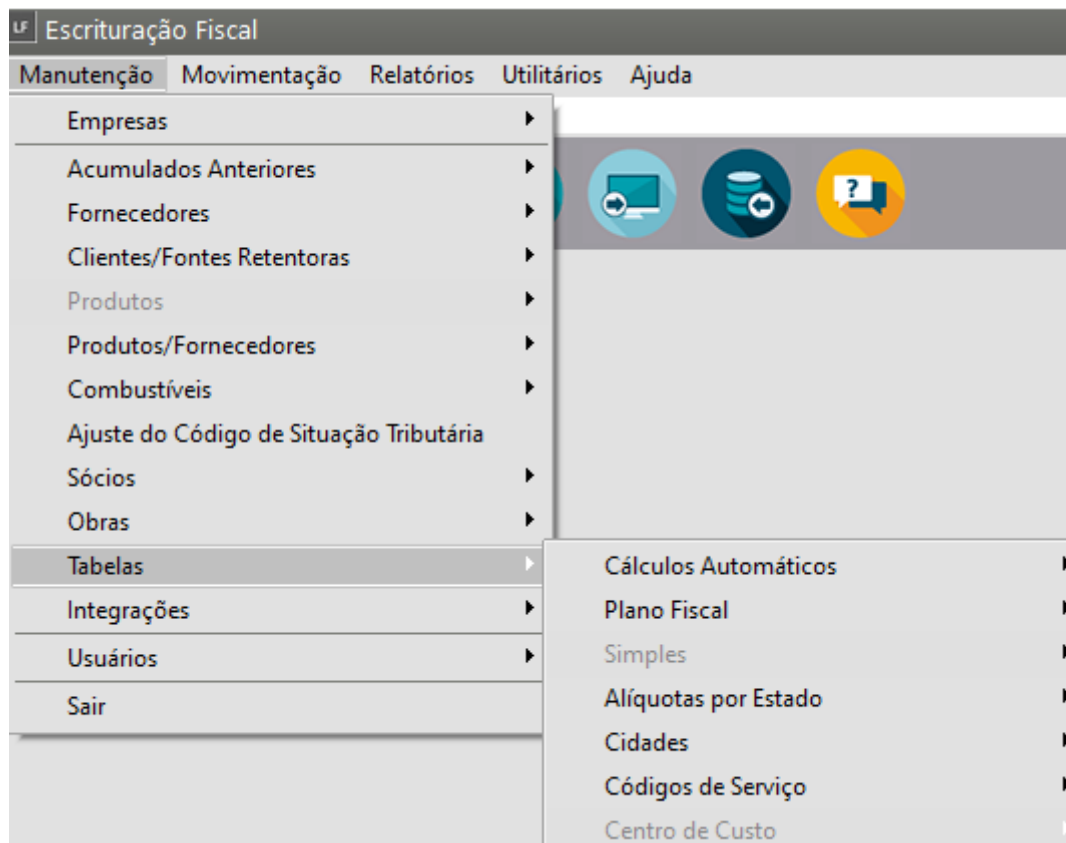 LF Escrituração Fiscal
Manutenção Movimentação Relatórios Utilitários Ajuda
Empresas
Acumulados Anteriores
Fornecedores
Clientes/Fontes Retentoras
Produtos
Produtos/Fornecedores
Combustíveis
Ajuste do Código de Situação Tributária
Sócios
Obras
Tabelas
Integrações
Usuários
Sair
Cálculos Automáticos
Plano Fiscal
Simples
Alíquotas por Estado
Cidades
Códigos de Serviço
Centro de Custo
?